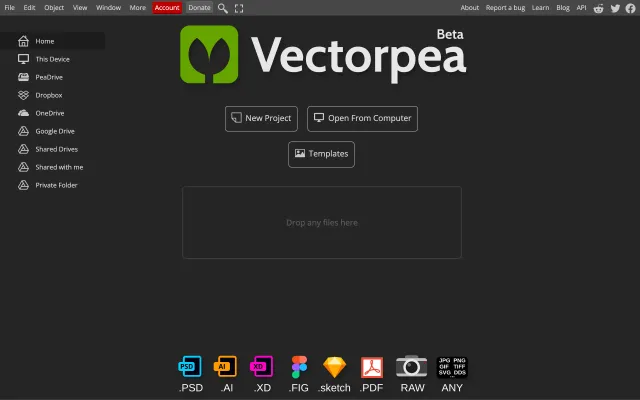 File Edit Object View Window More Account Donate About Report a bug Learn Blog API
Home
This Device
PeaDrive
Dropbox
OneDrive
Google Drive
Shared Drives
Shared with me
Private Folder
Vectorpea Beta
New Project Open From Computer
Templates
Drop any files here
PSD AI XD JPG PNG
GIF TIFF
SVG DDS
.PSD .AI .XD .FIG .sketch .PDF RAW ANY